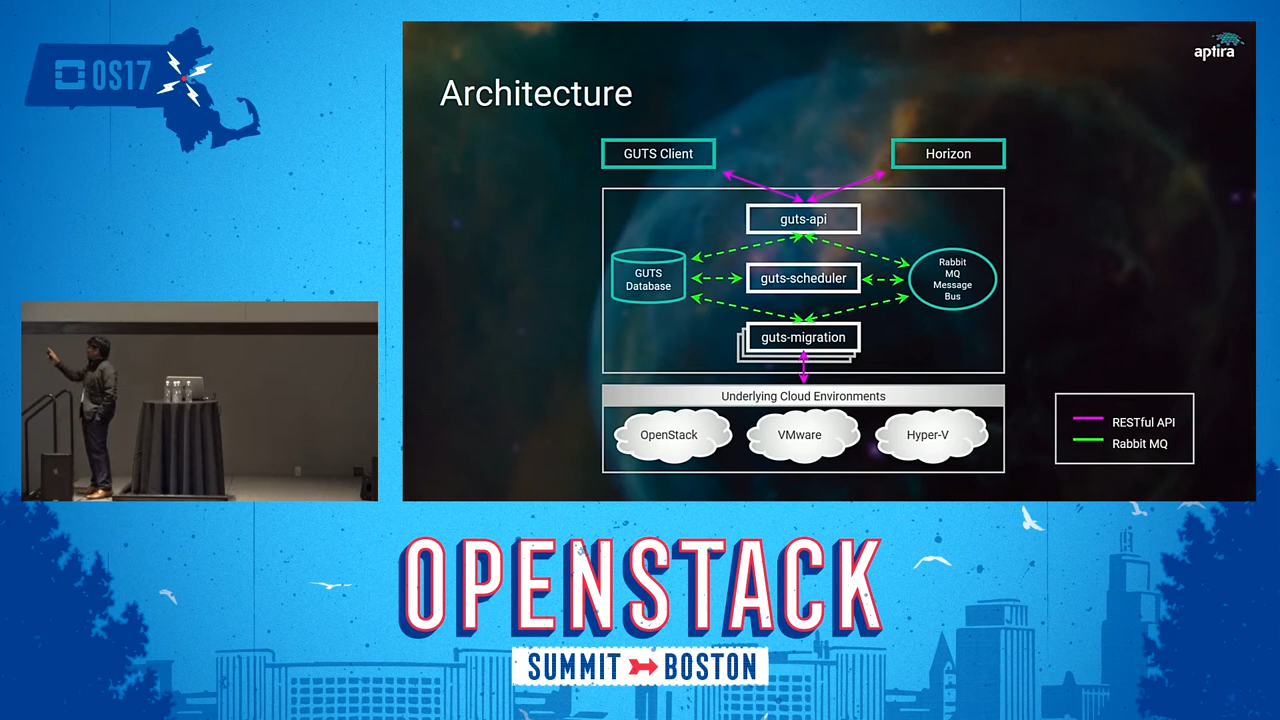 OS17
aptira
Architecture
GUTS Client
Horizon
guts-api
GUTS
Database
guts-scheduler
Rabbit
MQ
Message
Bus
guts-migration
Underlying Cloud Environments
OpenStack
VMware
Hyper-V
RESTful API
Rabbit MQ
OPENSTACK
SUMMIT BOSTON